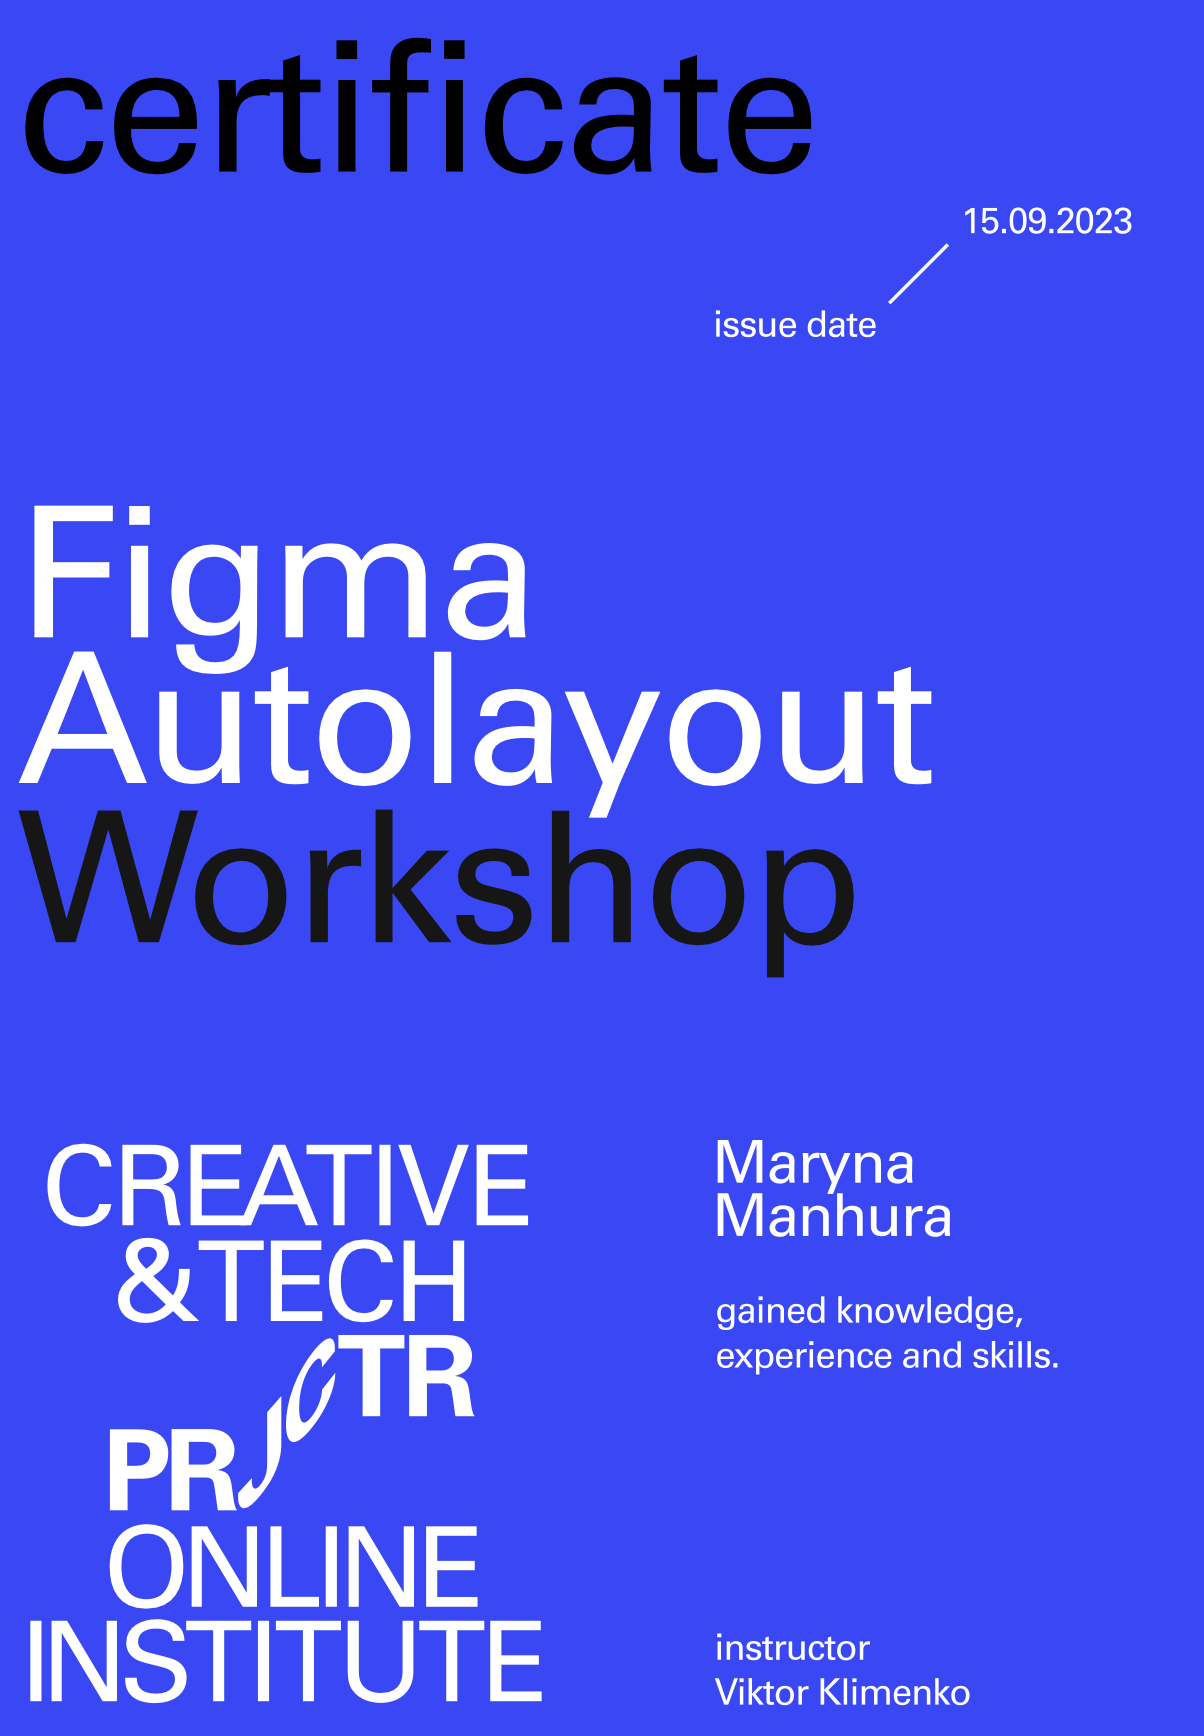 certificate
15.09.2023
issue date
Figma
Autolayout
Workshop
CREATIVE
&TECH
PRJCTR
ONLINE
INSTITUTE
Maryna
Manhura
gained knowledge,
experience and skills.
instructor
Viktor Klimenko